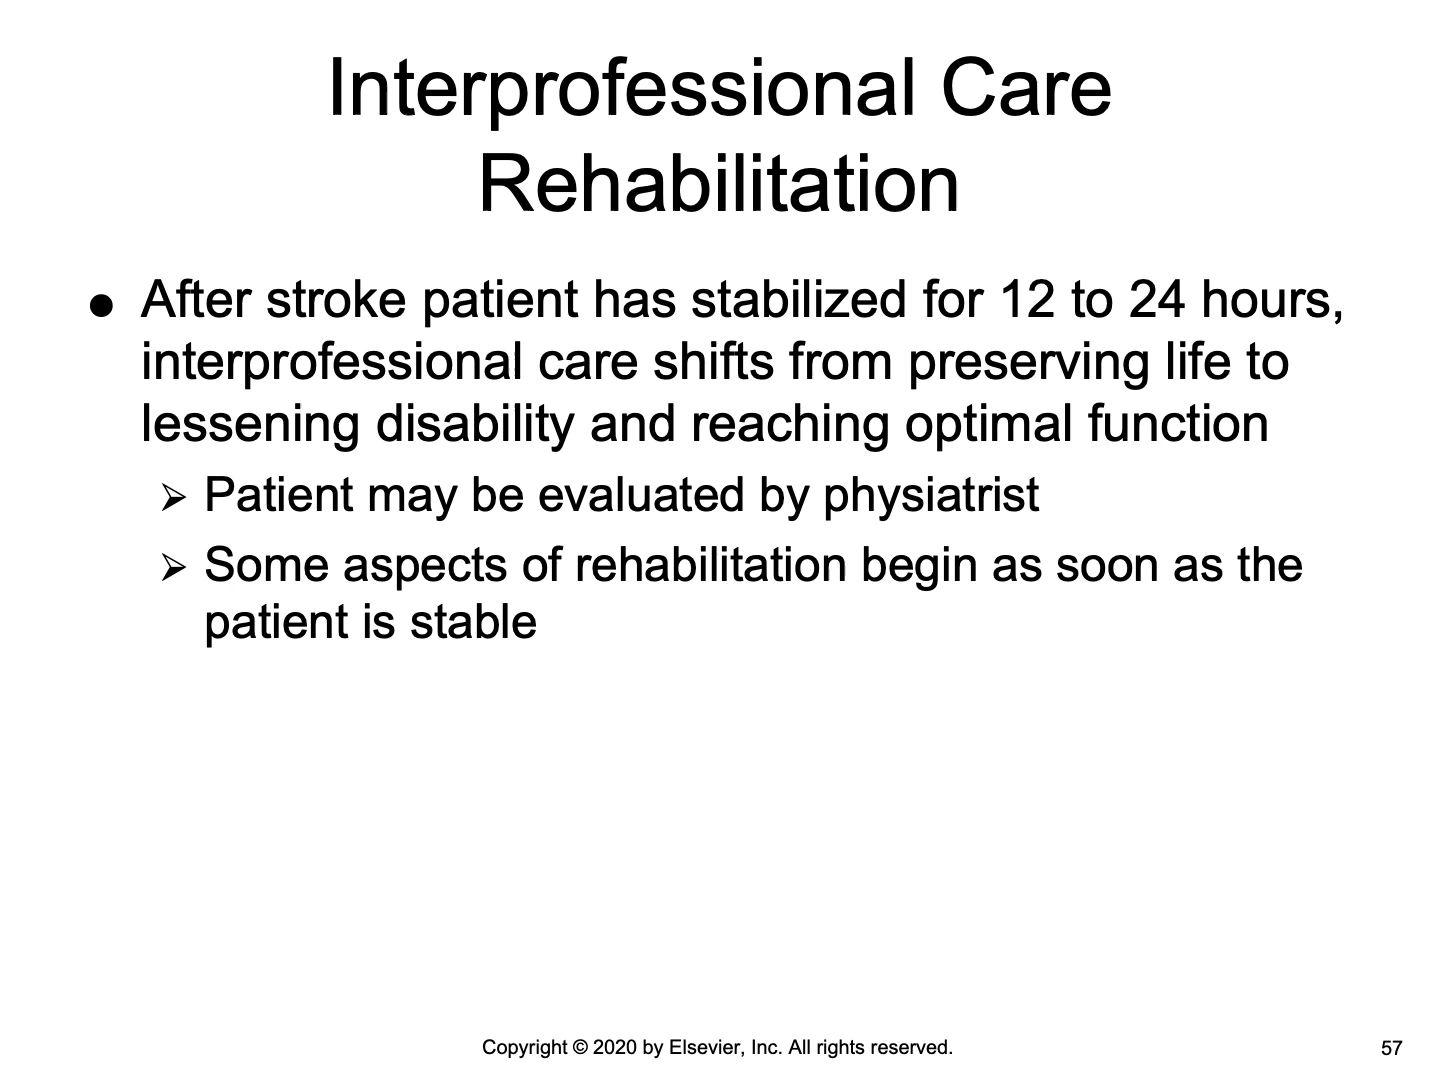 Interprofessional Care
Rehabilitation
● After stroke patient has stabilized for 12 to 24 hours,
interprofessional care shifts from preserving life to
lessening disability and reaching optimal function
➢ Patient may be evaluated by physiatrist
➢ Some aspects of rehabilitation begin as soon as the
patient is stable
Copyright © 2020 by Elsevier, Inc. All rights reserved.
57